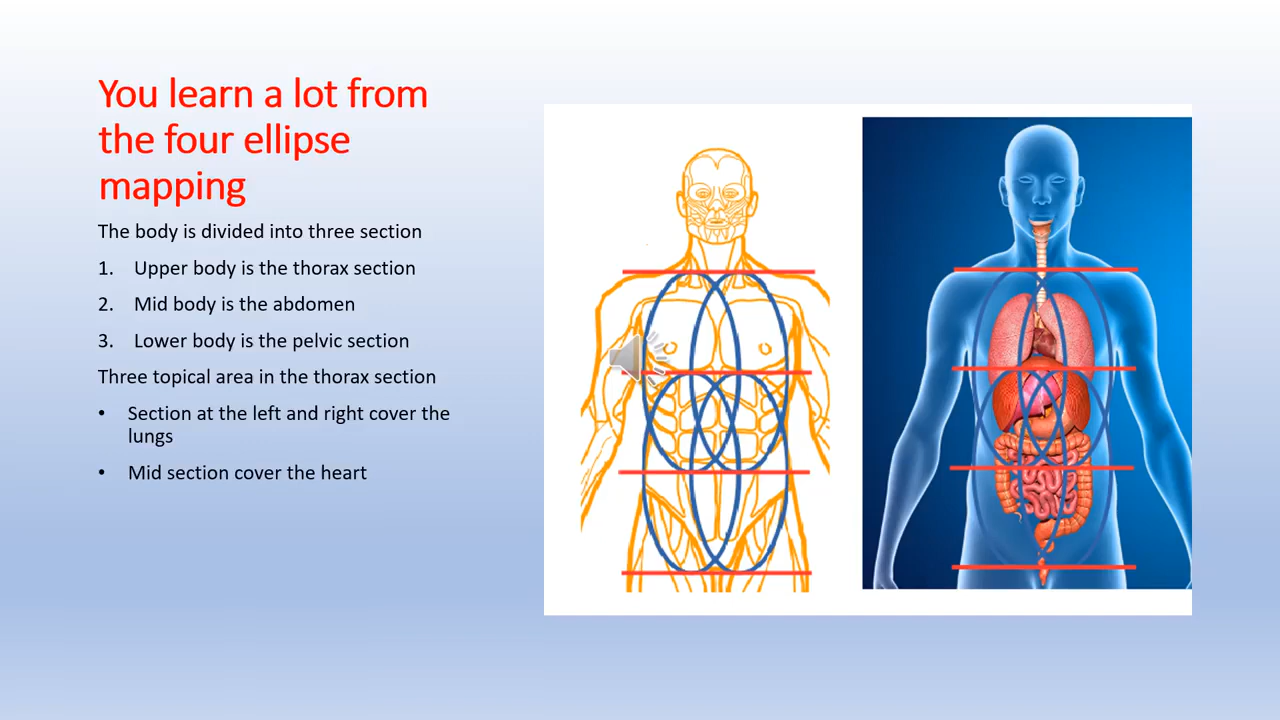 You learn a lot from
the four ellipse
mapping
The body is divided into three section
1. Upper body is the thorax section
2. Mid body is the abdomen
3. Lower body is the pelvic section
Three topical area in the thorax section
• Section at the left and right cover the
lungs
• Mid section cover the heart